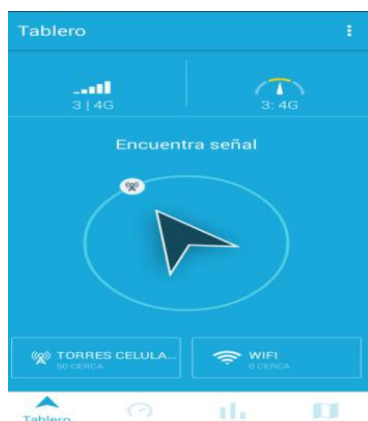 Tablero
3 | 4G
3: 4G
Encuentra señal
TORRES CELULA...
50 CERCA
WIFI
0 CERCA
Tablero